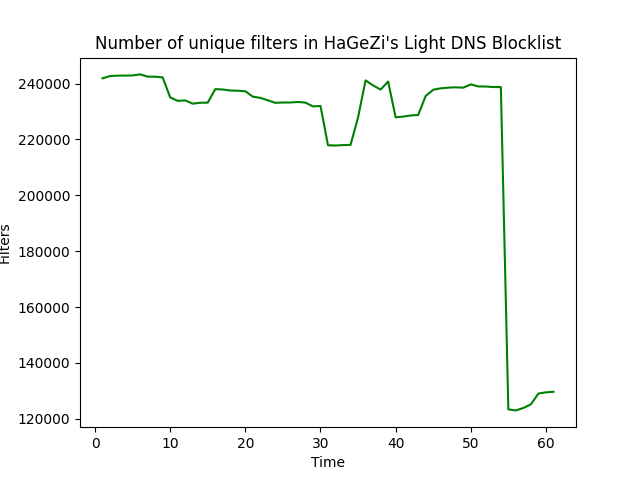 Number of unique filters in HaGeZi's Light DNS Blocklist
240000
220000
200000
180000
160000
140000
120000
Filters
0 10 20 30 40 50 60
Time